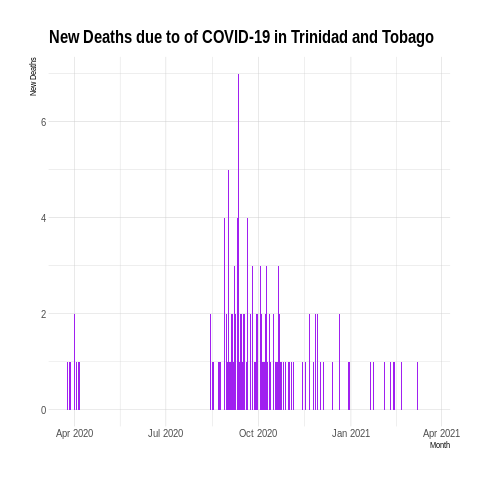 New Deaths due to of COVID-19 in Trinidad and Tobago
New Deaths
6
4
2
0
Apr 2020 Jul 2020 Oct 2020 Jan 2021 Apr 2021
Month